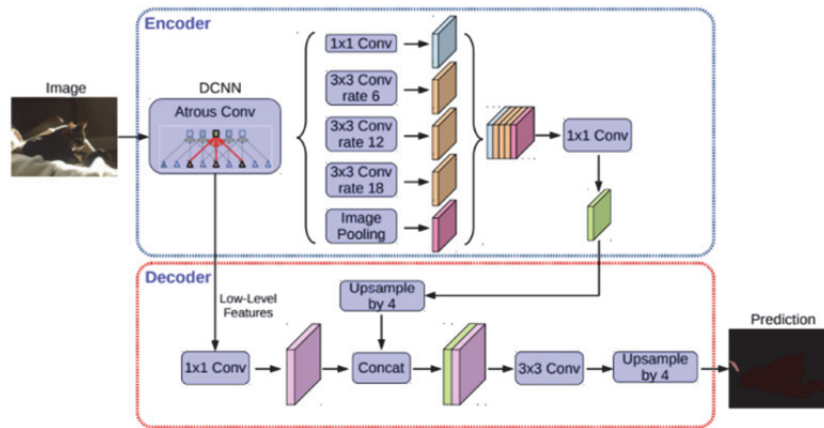 Encoder
Image
DCNN
Atrous Conv
1x1 Conv
3x3 Conv
rate 6
3x3 Conv
rate 12
3x3 Conv
rate 18
Image
Pooling
1x1 Conv
Decoder
Low-Level
Features
Upsample
by 4
1x1 Conv
Concat
3x3 Conv
Upsample
by 4
Prediction